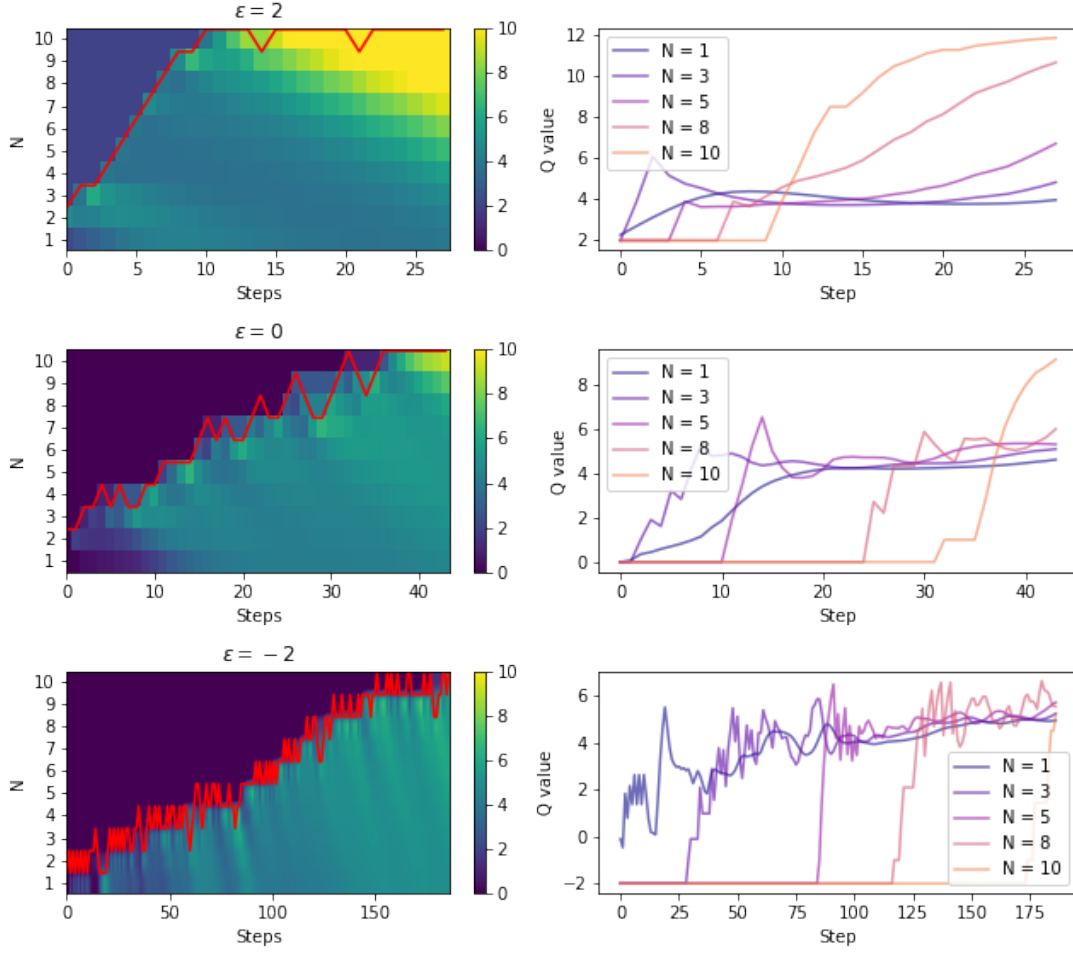 ε = 2
N
10
9
8
7
6
5
4
3
2
1
0 5 10 15 20 25
Steps
10
8
6
4
2
0
Q value
12
10
8
6
4
2
N = 1
N = 3
N = 5
N = 8
N = 10
0 5 10 15 20 25
Step
ε = 0
N
10
9
8
7
6
5
4
3
2
1
0 10 20 30 40
Steps
10
8
6
4
2
0
Q value
8
6
4
2
0
N = 1
N = 3
N = 5
N = 8
N = 10
0 10 20 30 40
Step
ε = −2
N
10
9
8
7
6
5
4
3
2
1
0 50 100 150
Steps
10
8
6
4
2
0
Q value
6
4
2
0
−2
N = 1
N = 3
N = 5
N = 8
N = 10
0 25 50 75 100 125 150 175
Step